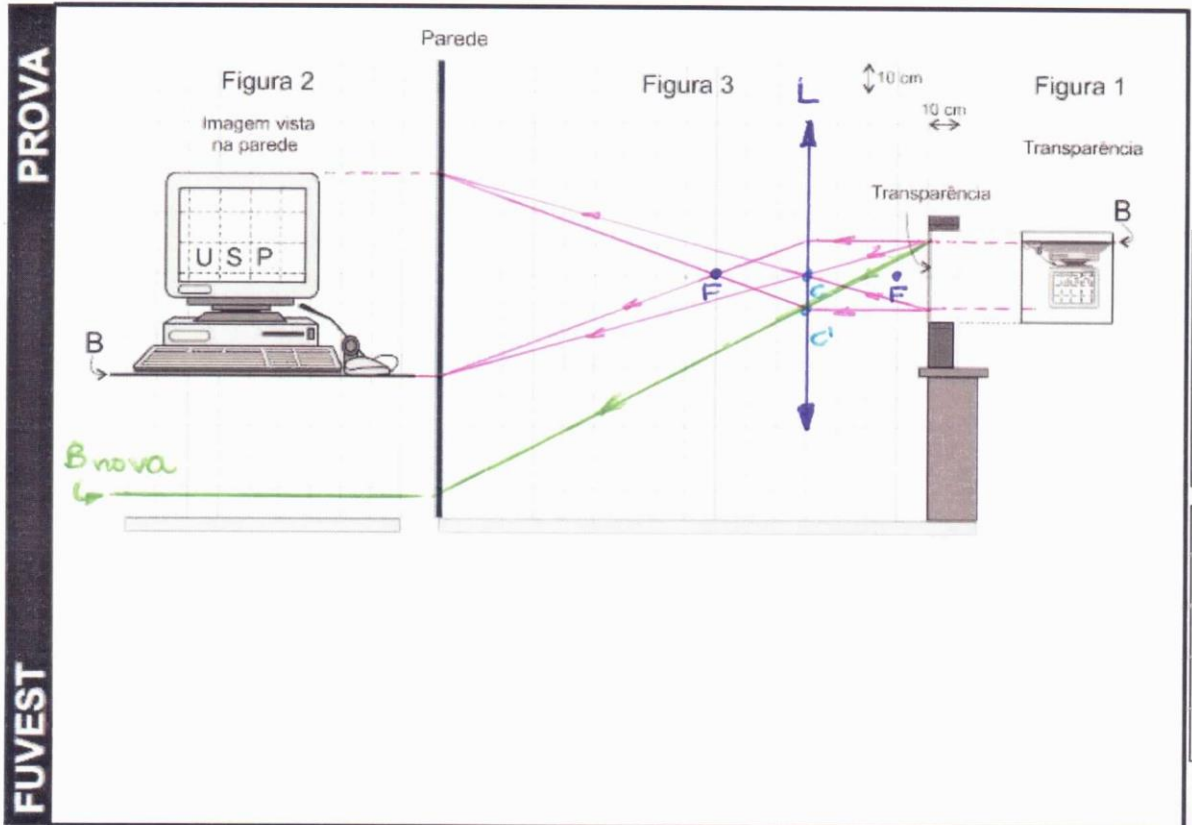 PROVA
FUVEST
Parede
Figura 2
Imagem vista
na parede
U S P
B
B nova
Figura 3
L
10 cm
10 cm
Figura 1
Transparência
Transparência
B
F
C
F
C'